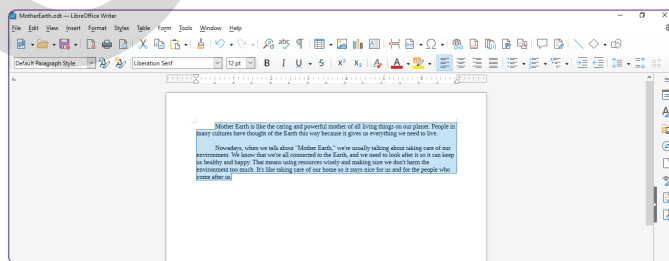 MotherEarth.odt — LibreOffice Writer
File Edit View Insert Format Styles Table Form Tools Window Help
Default Paragraph Style Liberation Serif 12 pt B I U S X² X₂ A A
Mother Earth is like the caring and powerful mother of all living things on our planet. People in
many cultures have thought of the Earth this way because it gives us everything we need to live.
Nowadays, when we talk about "Mother Earth," we're usually talking about taking care of our
environment. We know that we're all connected to the Earth, and we need to look after it so it can keep
us healthy and happy. That means using resources wisely and making sure we don't harm the
environment too much. It's like taking care of our home so it stays nice for us and for the people who
come after us.